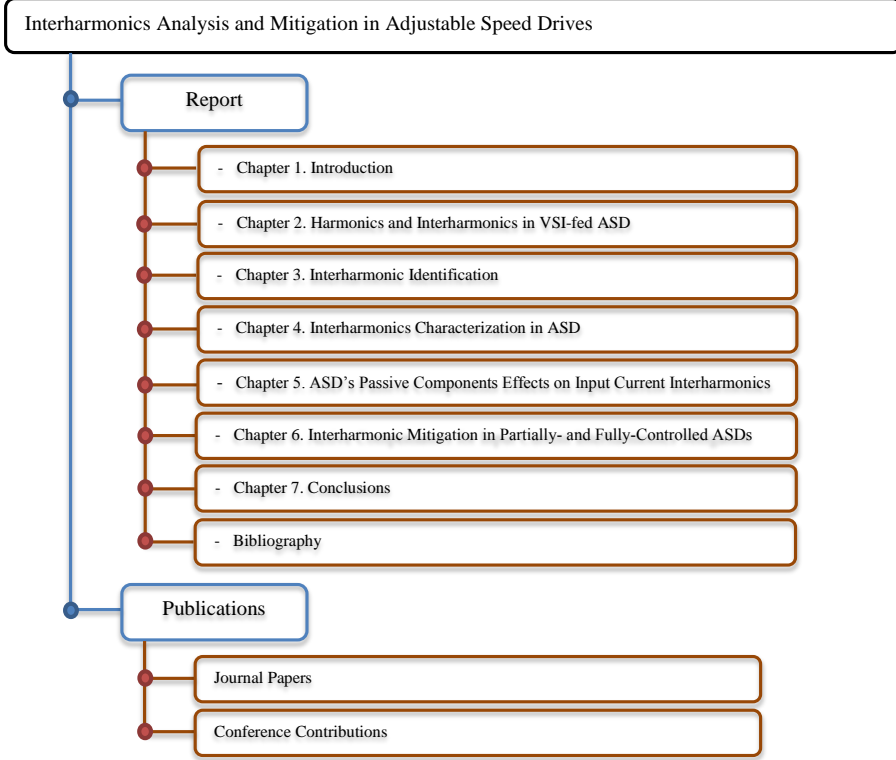 Interharmonics Analysis and Mitigation in Adjustable Speed Drives
Report
- Chapter 1. Introduction
- Chapter 2. Harmonics and Interharmonics in VSI-fed ASD
- Chapter 3. Interharmonic Identification
- Chapter 4. Interharmonics Characterization in ASD
- Chapter 5. ASD's Passive Components Effects on Input Current Interharmonics
- Chapter 6. Interharmonic Mitigation in Partially- and Fully-Controlled ASDs
- Chapter 7. Conclusions
- Bibliography
Publications
Journal Papers
Conference Contributions